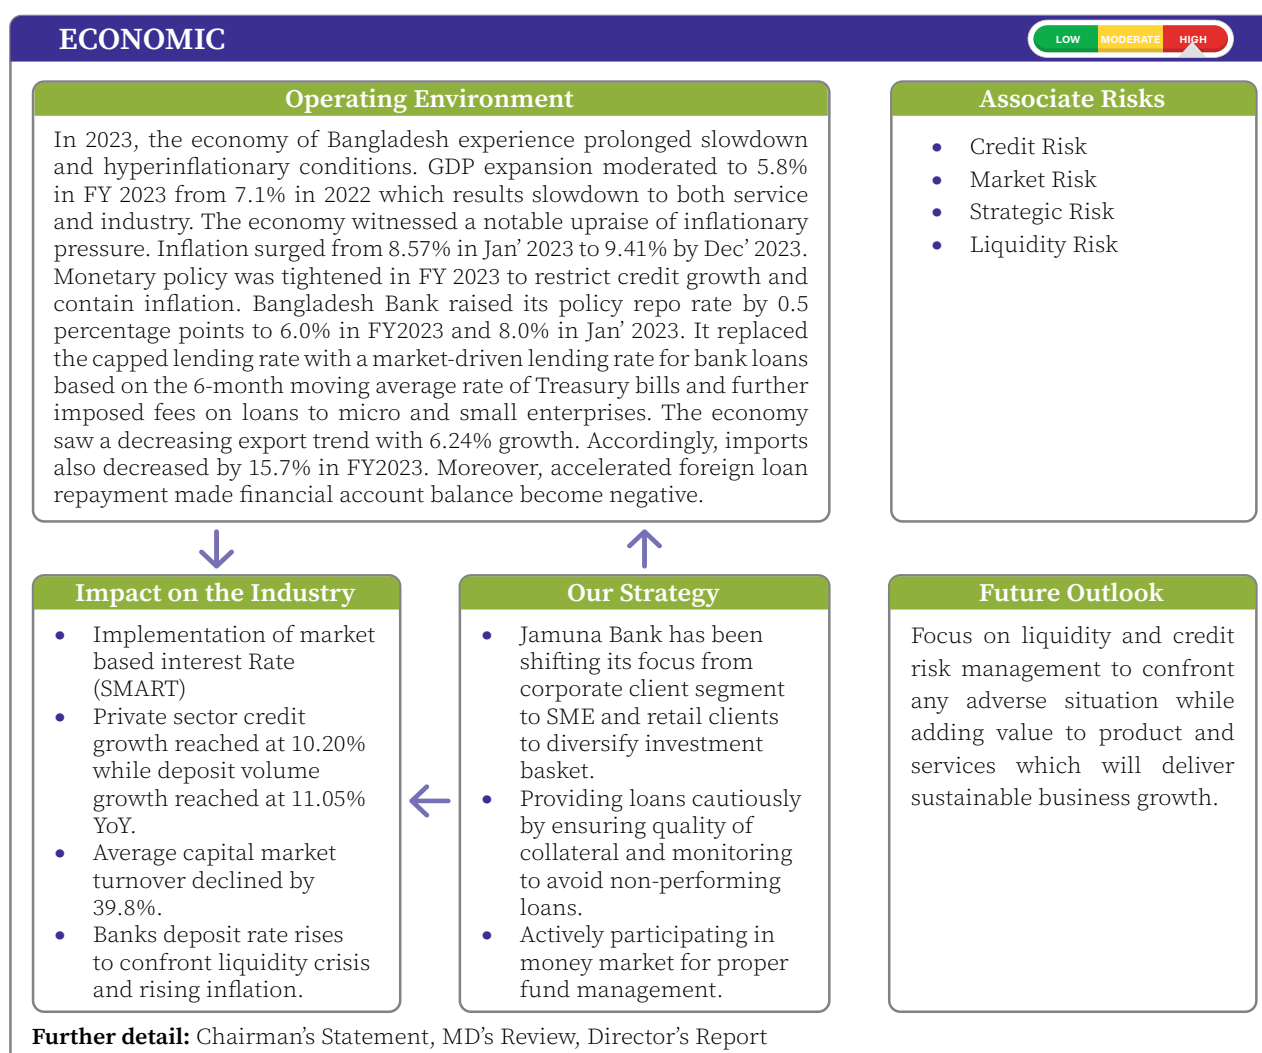 ECONOMIC
LOW MODERATE HIGH
Operating Environment
In 2023, the economy of Bangladesh experience prolonged slowdown
and hyperinflationary conditions. GDP expansion moderated to 5.8%
in FY 2023 from 7.1% in 2022 which results slowdown to both service
and industry. The economy witnessed a notable upraise of inflationary
pressure. Inflation surged from 8.57% in Jan’ 2023 to 9.41% by Dec’ 2023.
Monetary policy was tightened in FY 2023 to restrict credit growth and
contain inflation. Bangladesh Bank raised its policy repo rate by 0.5
percentage points to 6.0% in FY2023 and 8.0% in Jan’ 2023. It replaced
the capped lending rate with a market-driven lending rate for bank loans
based on the 6-month moving average rate of Treasury bills and further
imposed fees on loans to micro and small enterprises. The economy
saw a decreasing export trend with 6.24% growth. Accordingly, imports
also decreased by 15.7% in FY2023. Moreover, accelerated foreign loan
repayment made financial account balance become negative.
Associate Risks
• Credit Risk
• Market Risk
• Strategic Risk
• Liquidity Risk
Impact on the Industry
• Implementation of market
based interest Rate
(SMART)
• Private sector credit
growth reached at 10.20%
while deposit volume
growth reached at 11.05%
YoY.
• Average capital market
turnover declined by
39.8%.
• Banks deposit rate rises
to confront liquidity crisis
and rising inflation.
Our Strategy
• Jamuna Bank has been
shifting its focus from
corporate client segment
to SME and retail clients
to diversify investment
basket.
• Providing loans cautiously
by ensuring quality of
collateral and monitoring
to avoid non-performing
loans.
• Actively participating in
money market for proper
fund management.
Future Outlook
Focus on liquidity and credit
risk management to confront
any adverse situation while
adding value to product and
services which will deliver
sustainable business growth.
Further detail: Chairman’s Statement, MD’s Review, Director’s Report